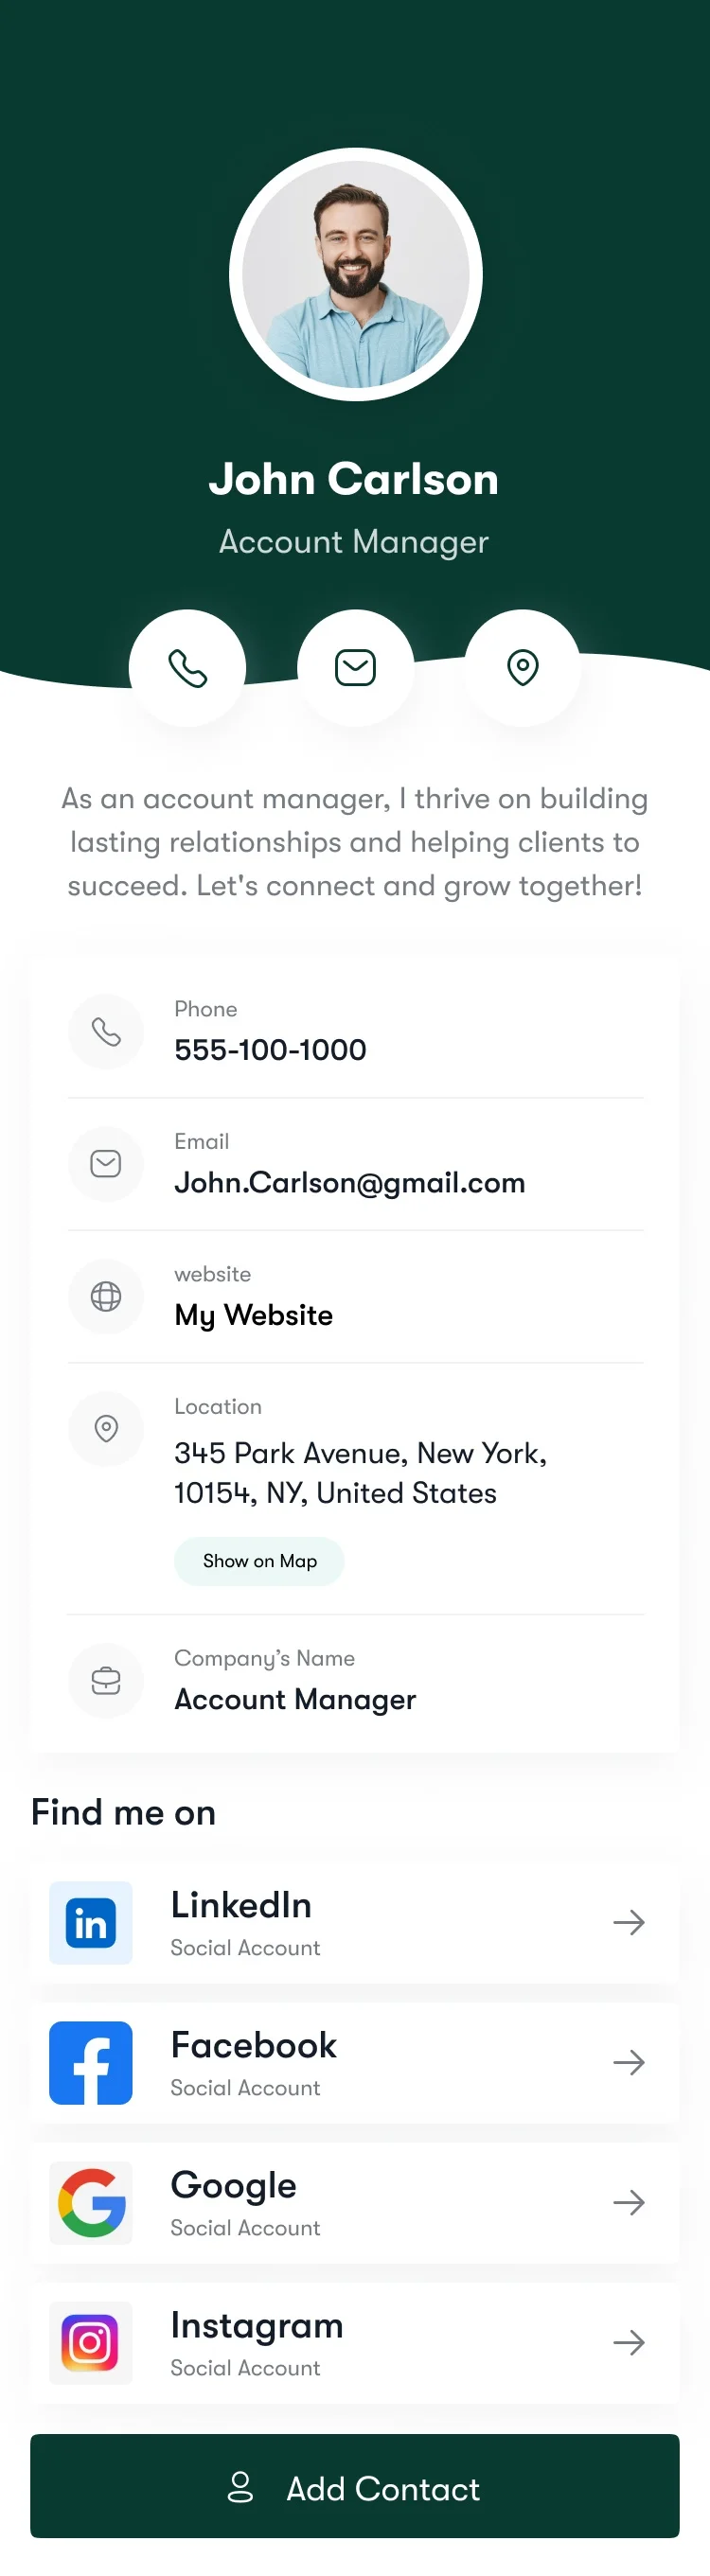 John Carlson
Account Manager
As an account manager, I thrive on building
lasting relationships and helping clients to
succeed. Let's connect and grow together!
Phone
555-100-1000
Email
John.Carlson@gmail.com
website
My Website
Location
345 Park Avenue, New York,
10154, NY, United States
Show on Map
Company’s Name
Account Manager
Find me on
in
LinkedIn
Social Account
f
Facebook
Social Account
G
Google
Social Account
Instagram
Social Account
Add Contact